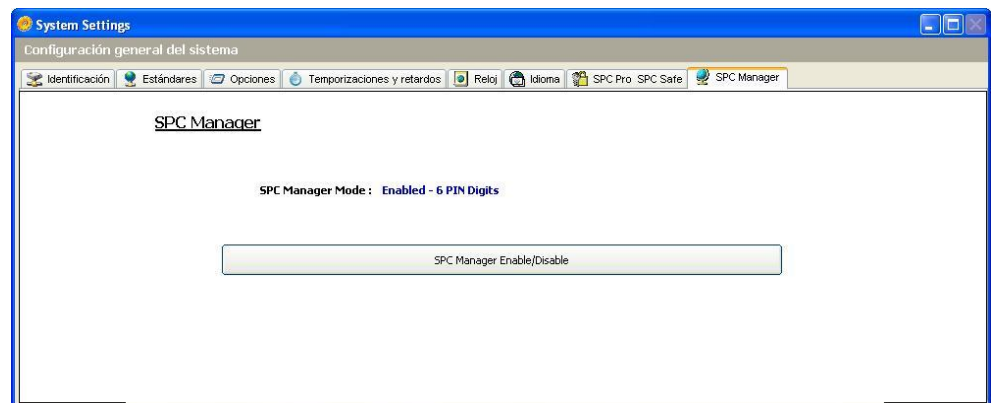 System Settings
Configuración general del sistema
Identificación Estándares Opciones Temporizaciones y retardos Reloj Idioma SPC Pro SPC Safe SPC Manager
SPC Manager
SPC Manager Mode : Enabled - 6 PIN Digits
SPC Manager Enable/Disable